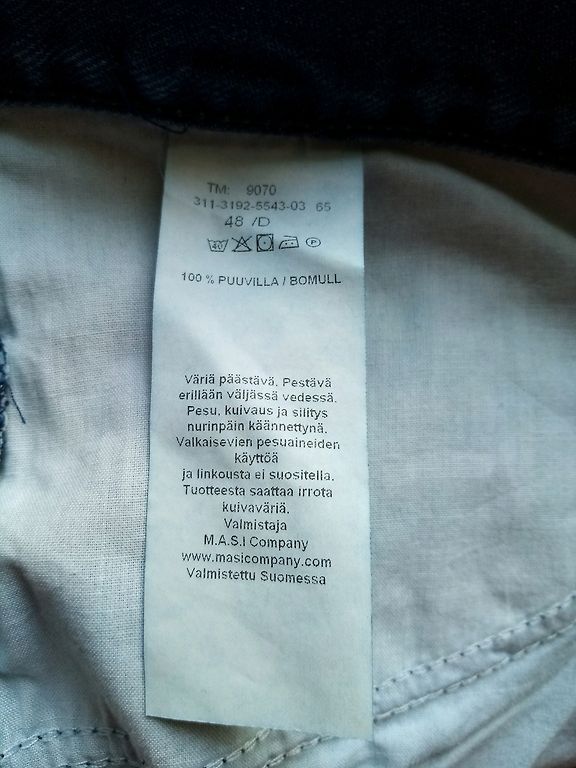 TM: 9070
311-3192-5543-03 65
48 /D
40 P
100 % PUUVILLA / BOMULL
Väriä päästävä. Pestävä
erillään väljässä vedessä.
Pesu, kuivaus ja silitys
nurinpäin käännettynä.
Valkaisevien pesuaineiden
käyttöä
ja linkousta ei suositella.
Tuotteesta saattaa irrota
kuivaväriä.
Valmistaja
M.A.S.I Company
www.masicompany.com
Valmistettu Suomessa